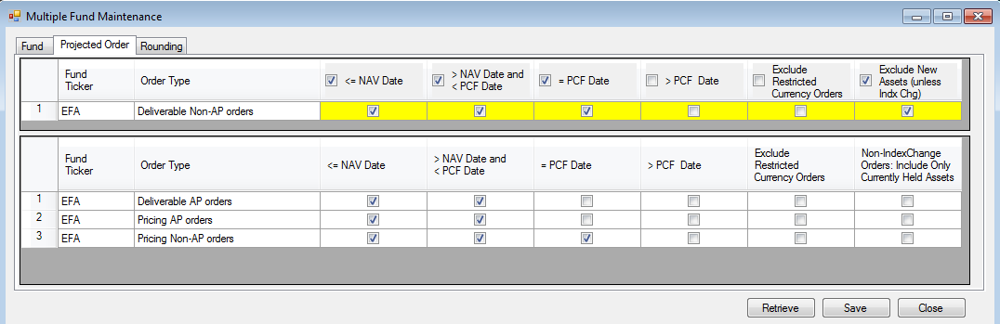 Multiple Fund Maintenance
Fund Projected Order Rounding
Fund
Ticker
Order Type
<= NAV Date
> NAV Date and
< PCF Date
= PCF Date
> PCF Date
Exclude
Restricted
Currency Orders
Exclude New
Assets (unless
Indx Chg)
1 EFA Deliverable Non-AP orders
Fund
Ticker
Order Type
<= NAV Date
> NAV Date and
< PCF Date
= PCF Date
> PCF Date
Exclude
Restricted
Currency Orders
Non-IndexChange
Orders: Include Only
Currently Held Assets
1 EFA Deliverable AP orders
2 EFA Pricing AP orders
3 EFA Pricing Non-AP orders
Retrieve Save Close